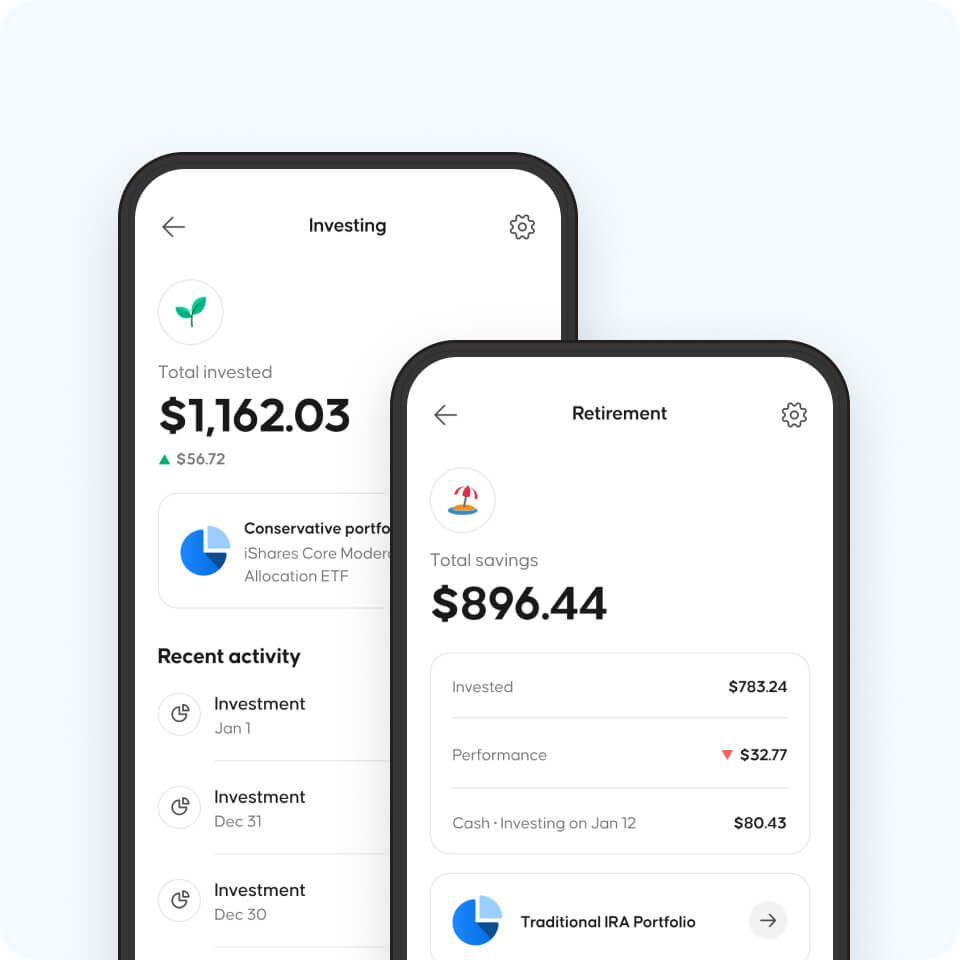 Investing
Total invested
$1,162.03
$56.72
Conservative
iShares Core
Allocation ETF
Recent activity
Investment
Jan 1
Investment
Dec 31
Investment
Dec 30
Retirement
Total savings
$896.44
Invested
$783.24
Performance
$32.77
Cash · Investing on Jan 12
$80.43
Traditional IRA Portfolio